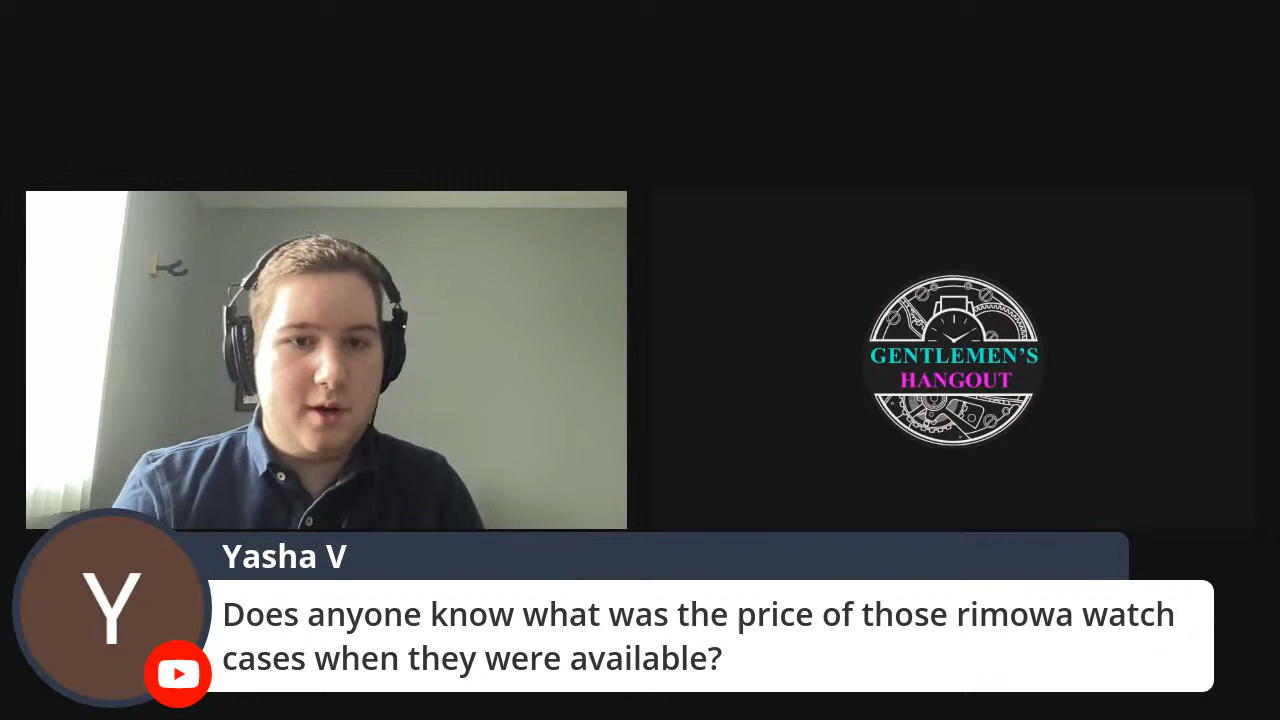 GENTLEMEN'S
HANGOUT
Y
Yasha V
Does anyone know what was the price of those rimowa watch
cases when they were available?